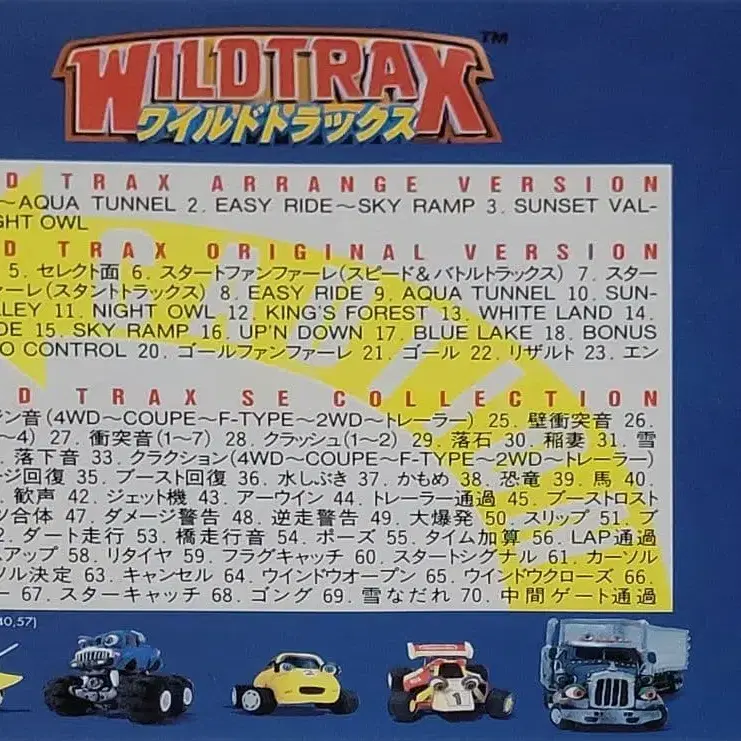 WILDTRAX™
ワイルドトラックス
D TRAX ARRANGE VERSION
～AQUA TUNNEL 2. EASY RIDE～SKY RAMP 3. SUNSET VAL-
GHT OWL
D TRAX ORIGINAL VERSION
5. セレクト面 6. スタートファンファーレ(スピード&バトルトラックス) 7. スター
ァーレ(スタントトラックス) 8. EASY RIDE 9. AQUA TUNNEL 10. SUN-
LEY 11. NIGHT OWL 12. KING'S FOREST 13. WHITE LAND 14.
DE 15. SKY RAMP 16. UP'N DOWN 17. BLUE LAKE 18. BONUS
O CONTROL 20. ゴールファンファーレ 21. ゴール 22. リザルト 23. エン
D TRAX SE COLLECTION
ジン音(4WD～COUPE～F-TYPE～2WD～トレーラー) 25. 壁衝突音 26.
～4) 27. 衝突音(1～7) 28. クラッシュ(1～2) 29. 落石 30. 稲妻 31. 雪
落下音 33. クラクション(4WD～COUPE～F-TYPE～2WD～トレーラー)
ージ回復 35. ブースト回復 36. 水しぶき 37. かもめ 38. 恐竜 39. 馬 40.
歓声 42. ジェット機 43. アーウイン 44. トレーラー通過 45. ブーストロスト
ツ合体 47. ダメージ警告 48. 逆走警告 49. 大爆発 50. スリップ 51. ブ
2. ダート走行 53. 橋走行音 54. ポーズ 55. タイム加算 56. LAP通過
スアップ 58. リタイヤ 59. フラグキャッチ 60. スタートシグナル 61. カーソル
ソル決定 63. キャンセル 64. ウインドウオープン 65. ウインドウクローズ 66.
ー 67. スターキャッチ 68. ゴング 69. 雪なだれ 70. 中間ゲート通過
40,57)
1